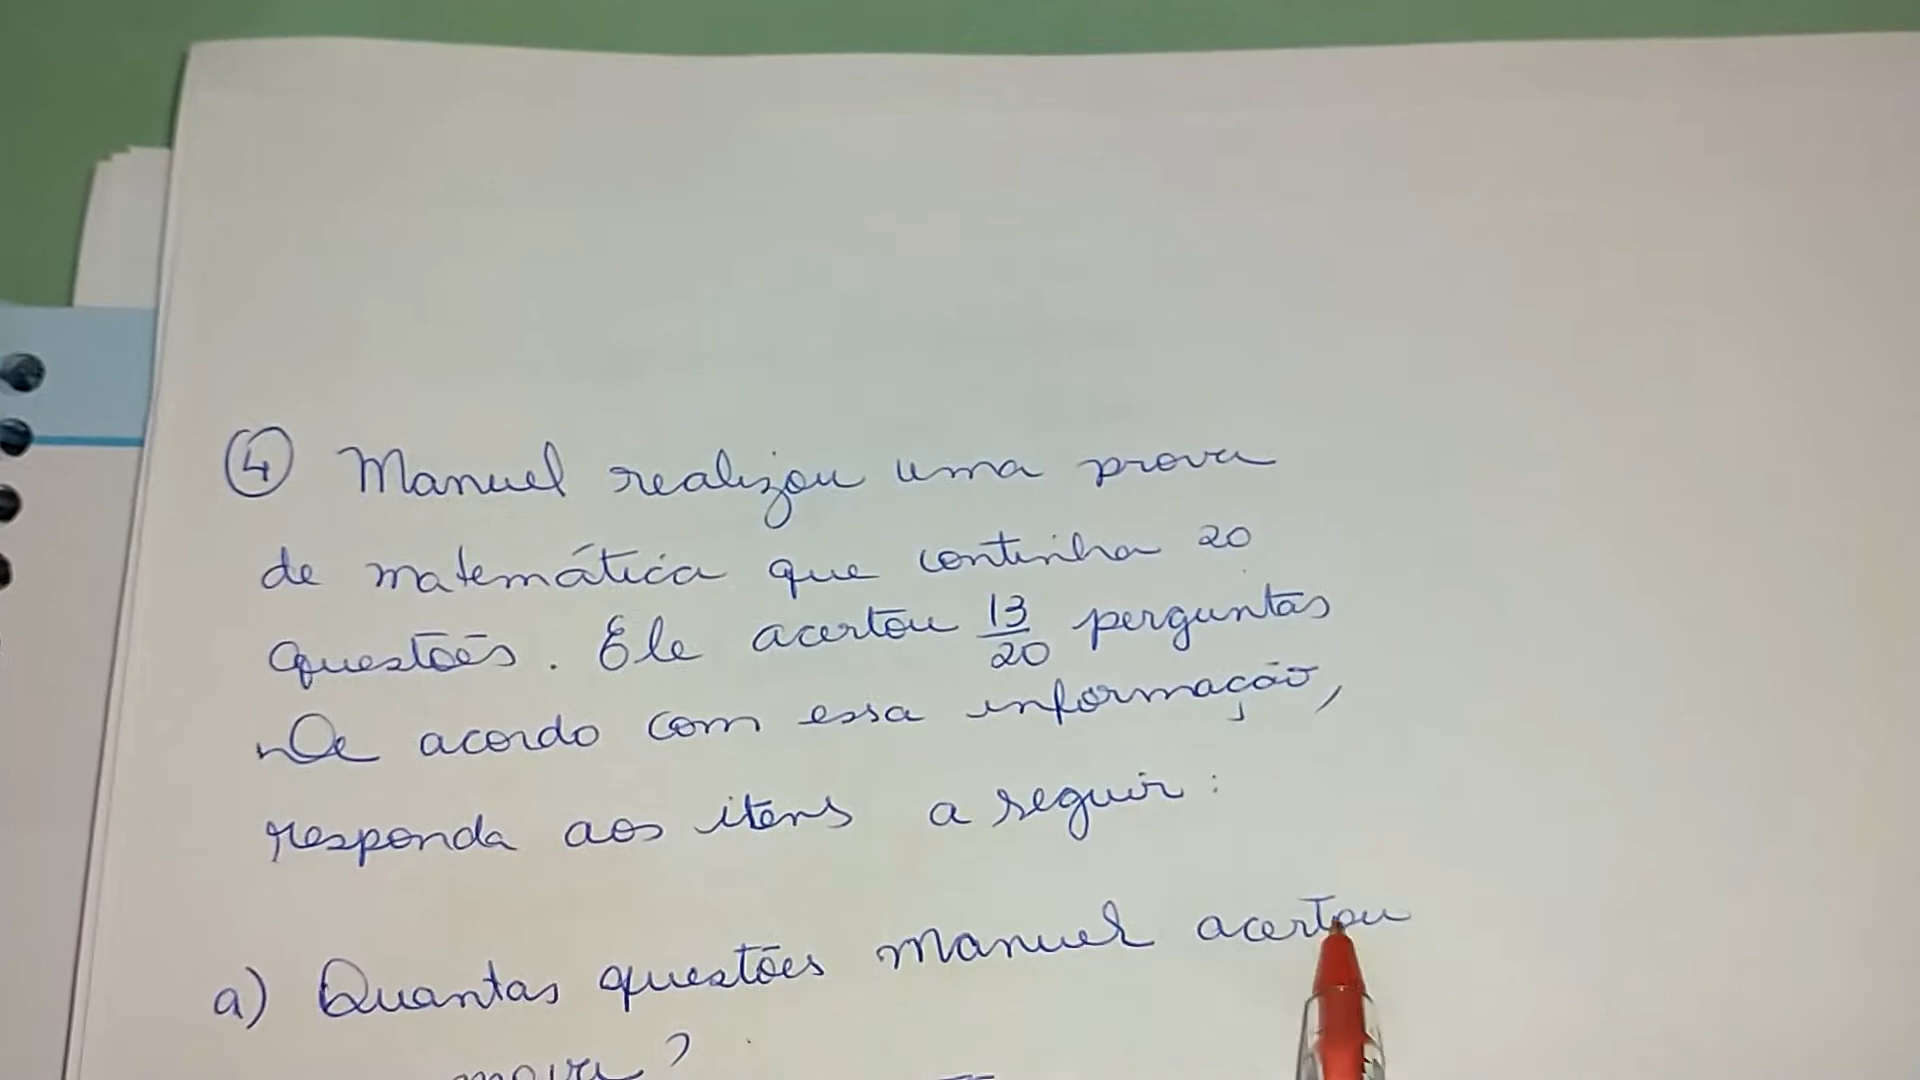 ④ Manuel realizou uma prova
de matemática que continha 20
questões. Ele acertou 13/20 perguntas
De acordo com essa informação,
responda aos itens a seguir:
a) Quantas questões Manuel acertou
?